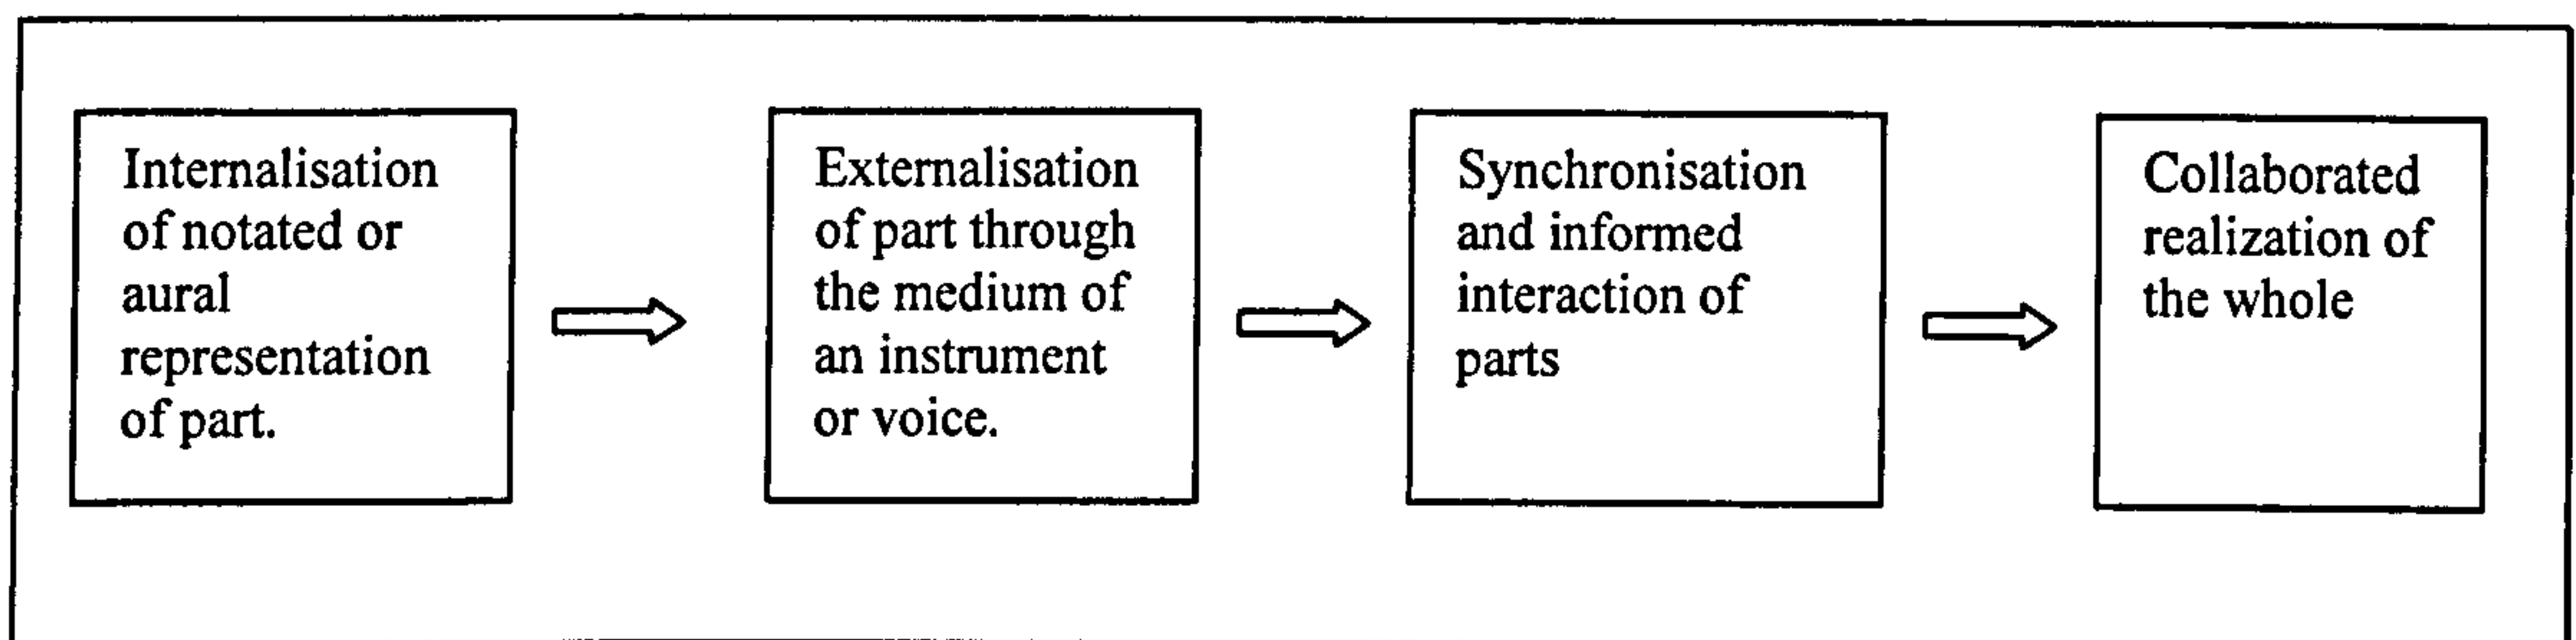 Internalisation
of notated or
aural
representation
of part.
Externalisation
of part through
the medium of
an instrument
or voice.
Synchronisation
and informed
interaction of
parts
Collaborated
realization of
the whole